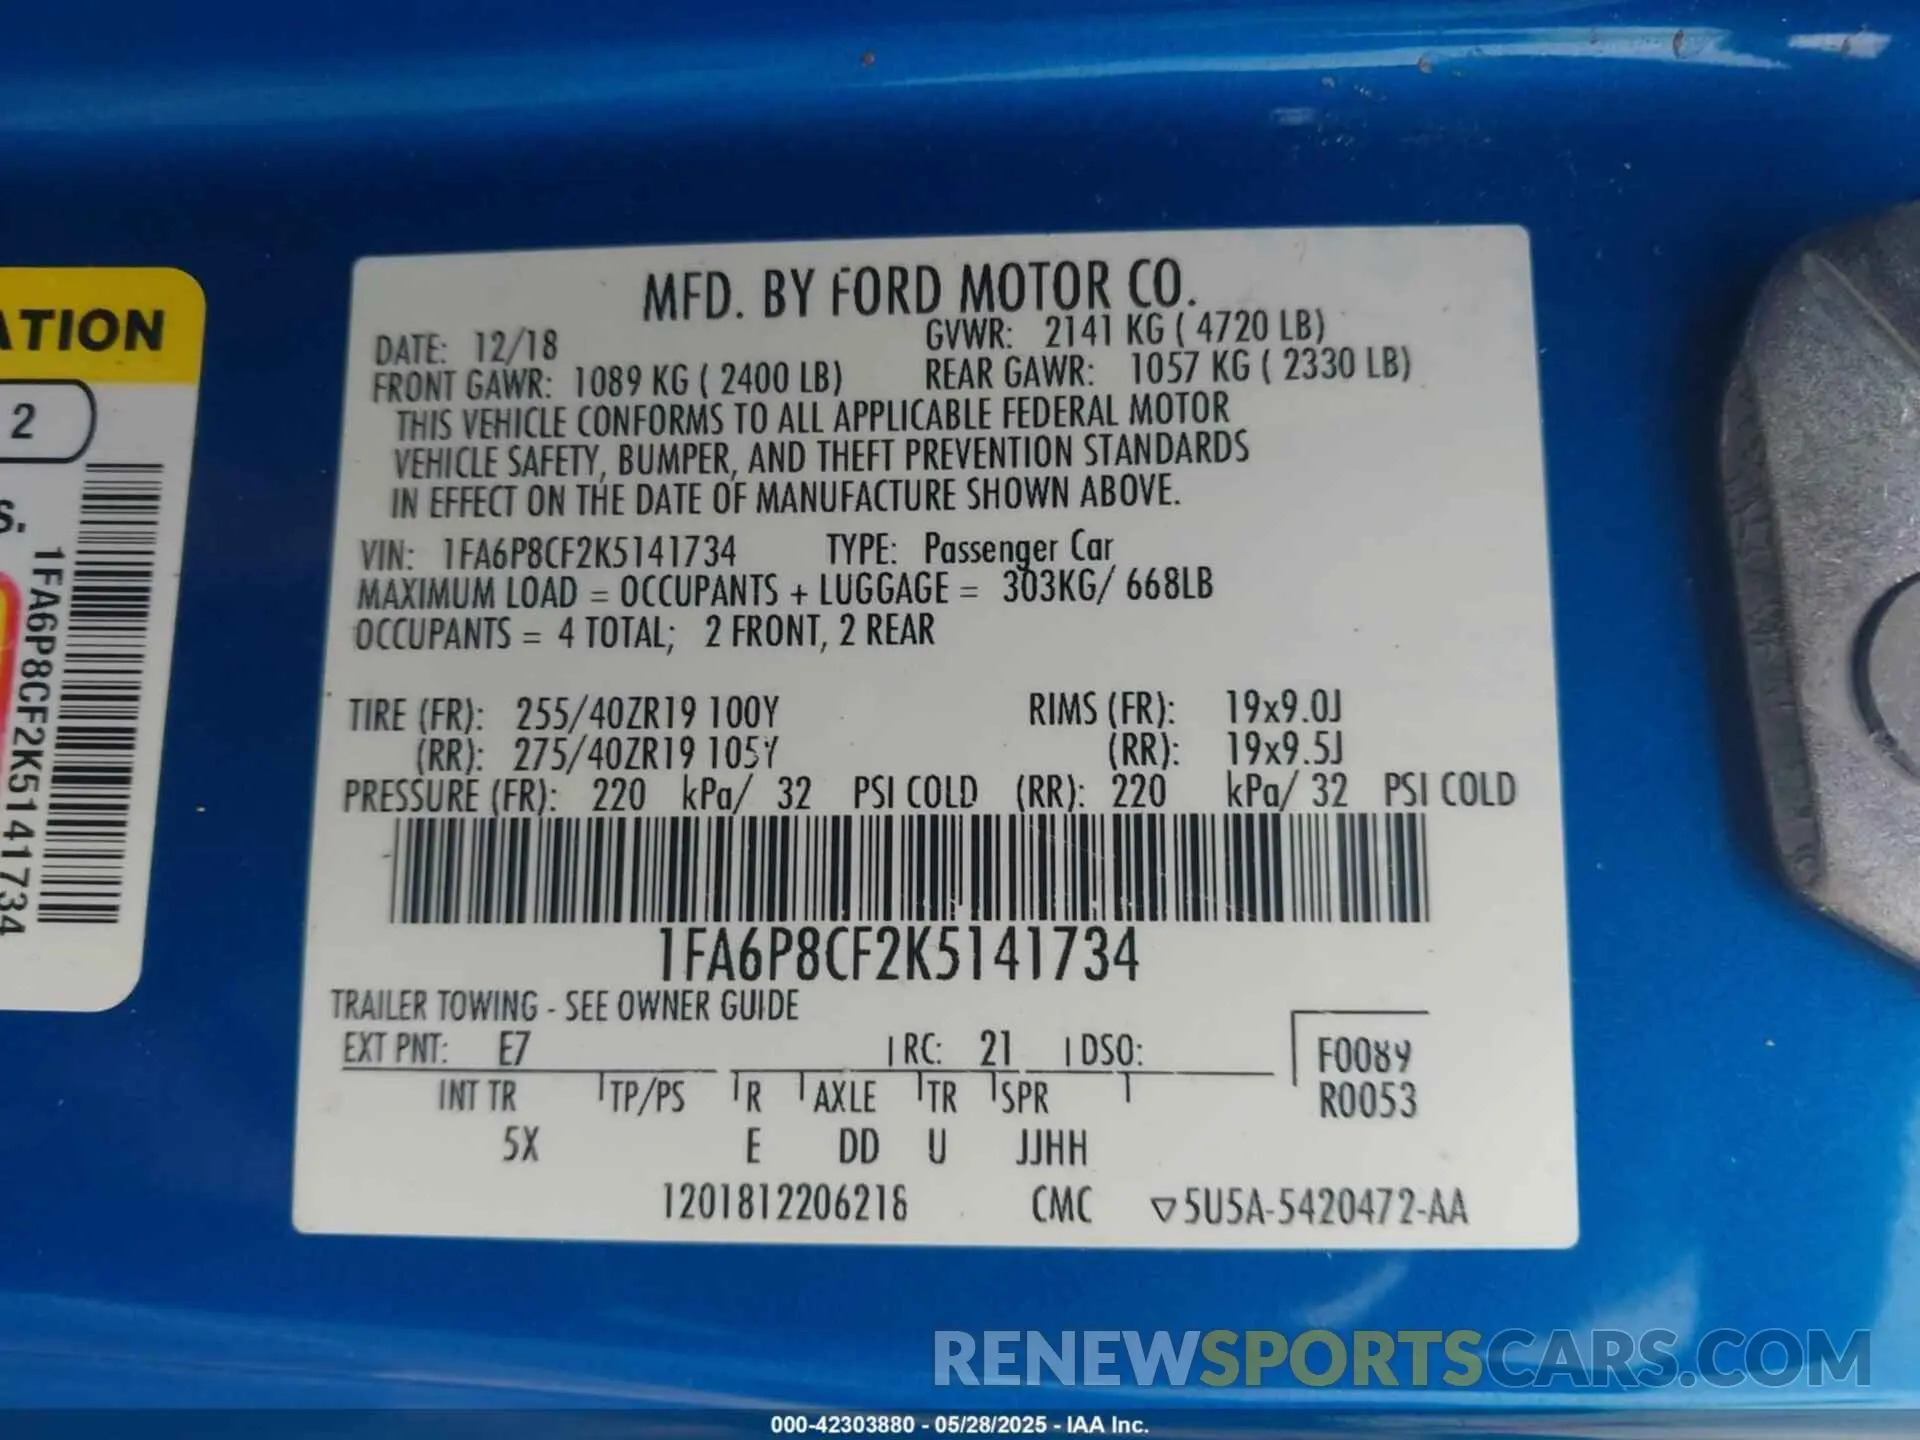 MFD. BY FORD MOTOR CO.
DATE: 12/18 GVWR: 2141 KG ( 4720 LB)
FRONT GAWR: 1089 KG ( 2400 LB) REAR GAWR: 1057 KG ( 2330 LB)
THIS VEHICLE CONFORMS TO ALL APPLICABLE FEDERAL MOTOR
VEHICLE SAFETY, BUMPER, AND THEFT PREVENTION STANDARDS
IN EFFECT ON THE DATE OF MANUFACTURE SHOWN ABOVE.
VIN: 1FA6P8CF2K5141734 TYPE: Passenger Car
MAXIMUM LOAD = OCCUPANTS + LUGGAGE = 303KG/ 668LB
OCCUPANTS = 4 TOTAL; 2 FRONT, 2 REAR
TIRE (FR): 255/40ZR19 100Y RIMS (FR): 19x9.0J
(RR): 275/40ZR19 105Y (RR): 19x9.5J
PRESSURE (FR): 220 kPa/ 32 PSI COLD (RR): 220 kPa/ 32 PSI COLD
1FA6P8CF2K5141734
TRAILER TOWING - SEE OWNER GUIDE
EXT PNT: E7 RC: 21 DSO: F0089
INT TR TP/PS R AXLE TR SPR R0053
5X E DD U JJHH
1201812206218 CMC ▽5U5A-5420472-AA
ATION
2
S.
1FA6P8CF2K5141734
RENEWSPORTSCARS.COM
000-42303880 - 05/28/2025 - IAA Inc.